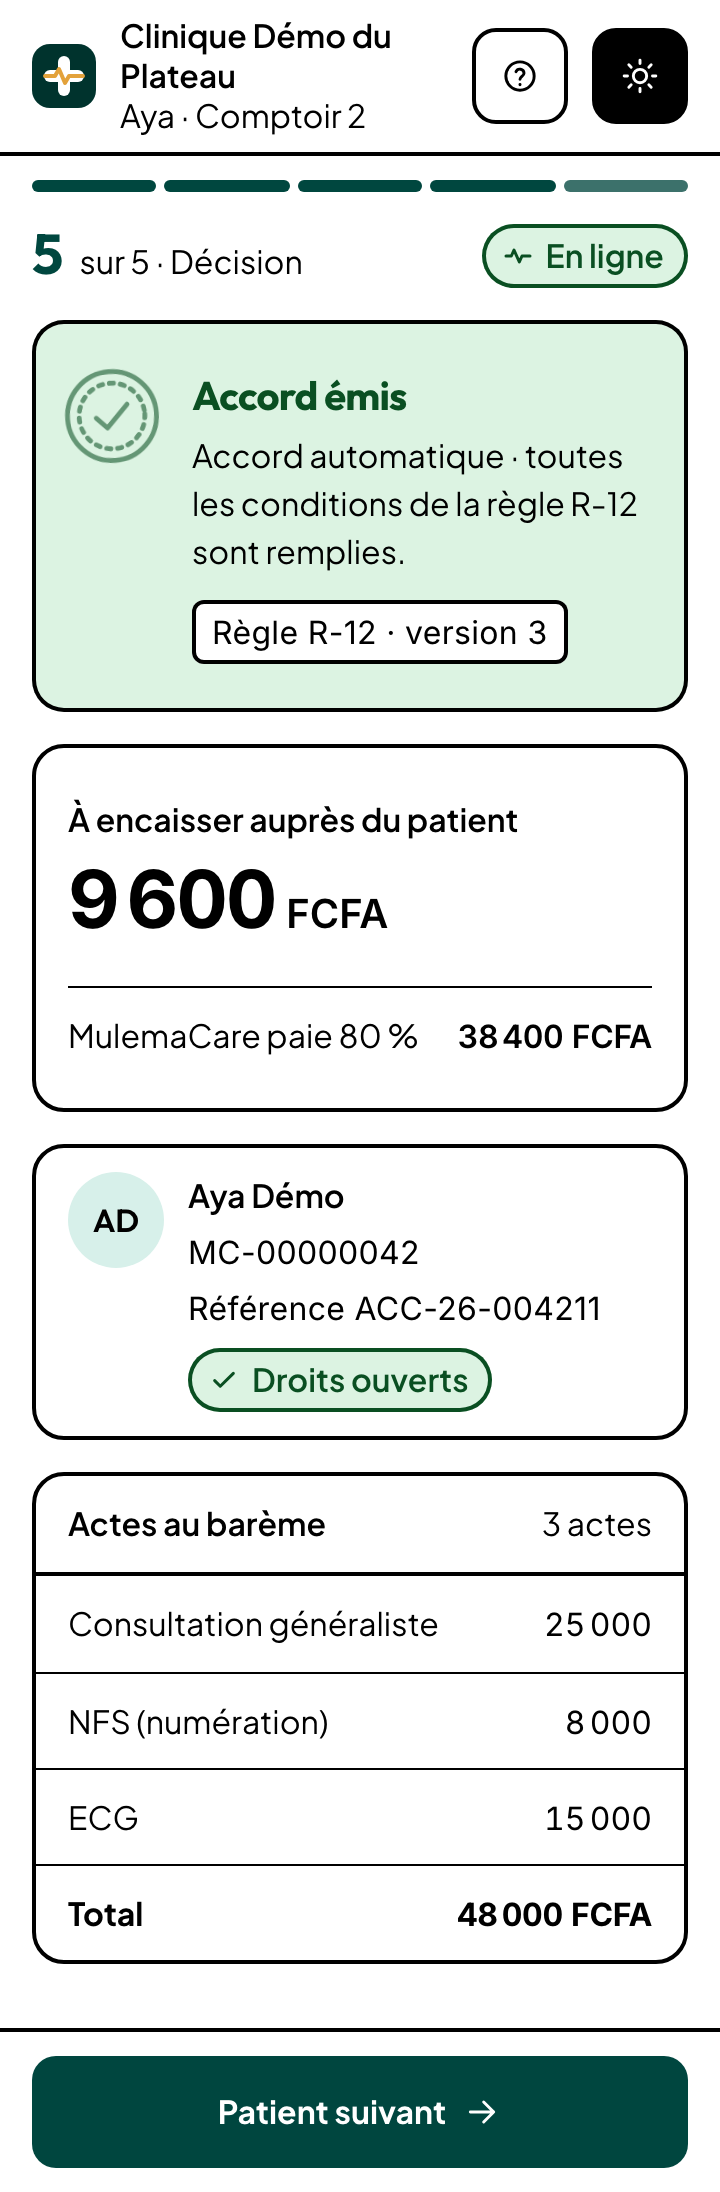 Clinique Démo du
Plateau
Aya · Comptoir 2
5 sur 5 · Décision
En ligne
Accord émis
Accord automatique · toutes
les conditions de la règle R-12
sont remplies.
Règle R-12 · version 3
À encaisser auprès du patient
9 600 FCFA
MulemaCare paie 80 % 38 400 FCFA
AD
Aya Démo
MC-00000042
Référence ACC-26-004211
Droits ouverts
Actes au barème 3 actes
Consultation généraliste 25 000
NFS (numération) 8 000
ECG 15 000
Total 48 000 FCFA
Patient suivant →